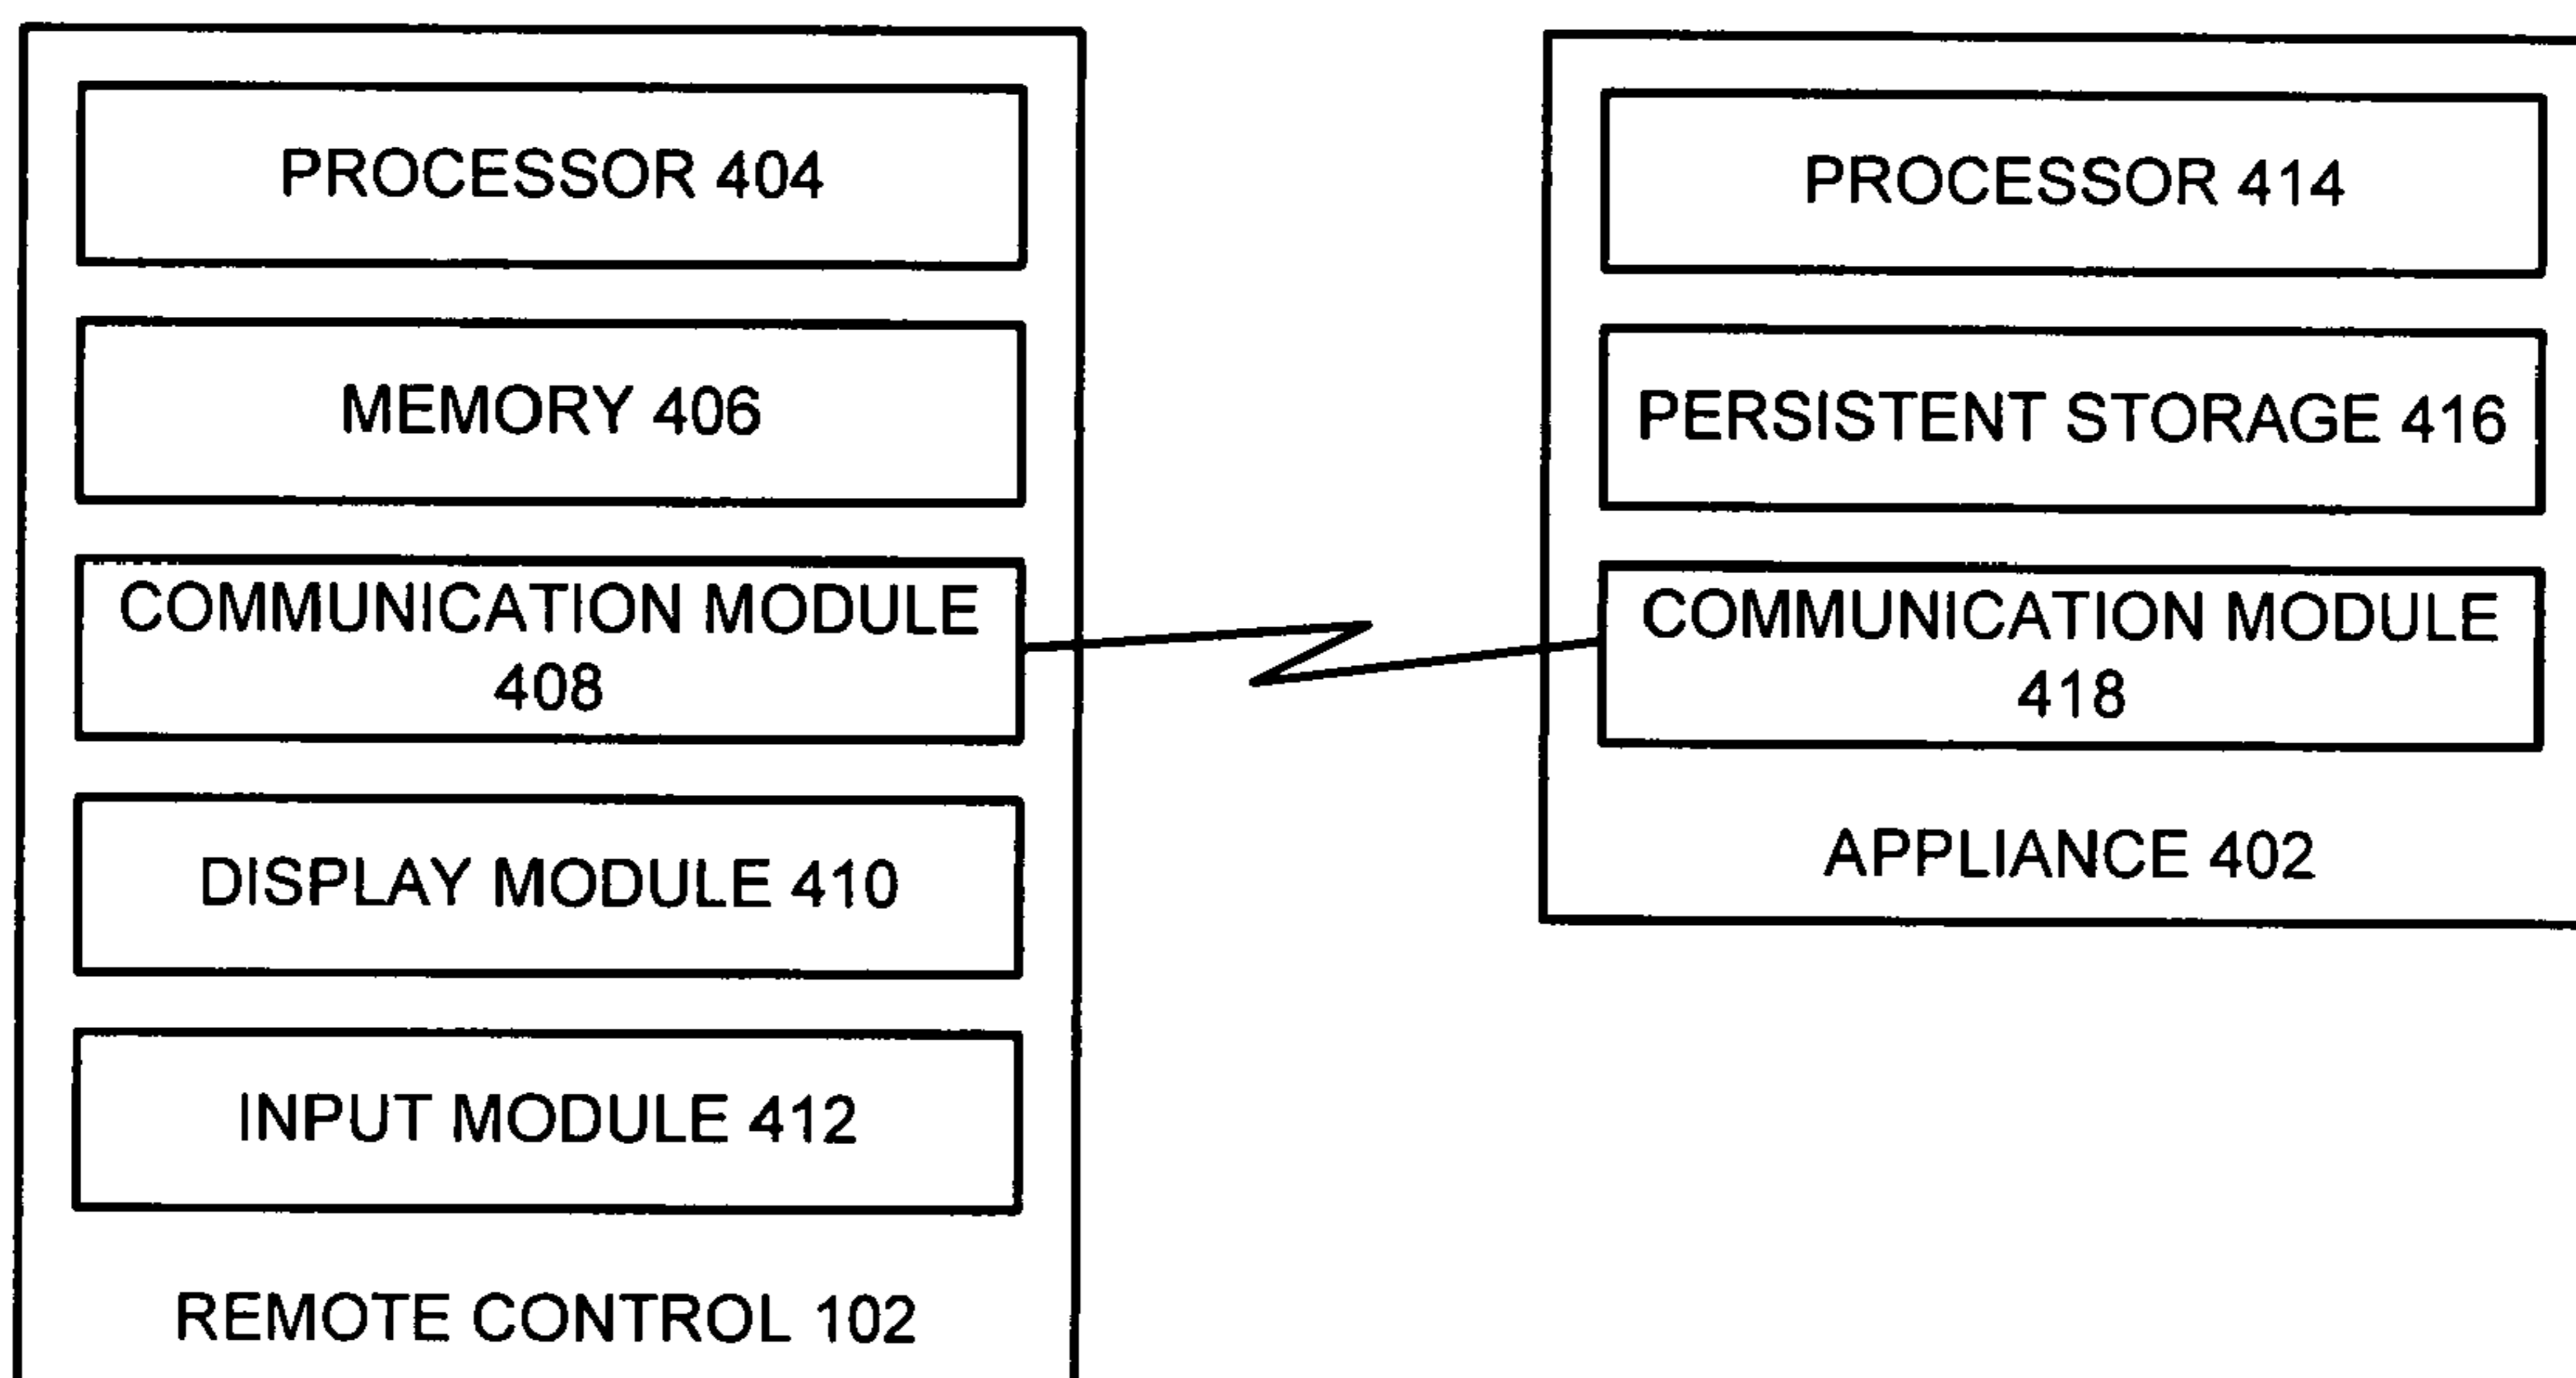 PROCESSOR 404
MEMORY 406
COMMUNICATION MODULE
408
DISPLAY MODULE 410
INPUT MODULE 412
REMOTE CONTROL 102
PROCESSOR 414
PERSISTENT STORAGE 416
COMMUNICATION MODULE
418
APPLIANCE 402